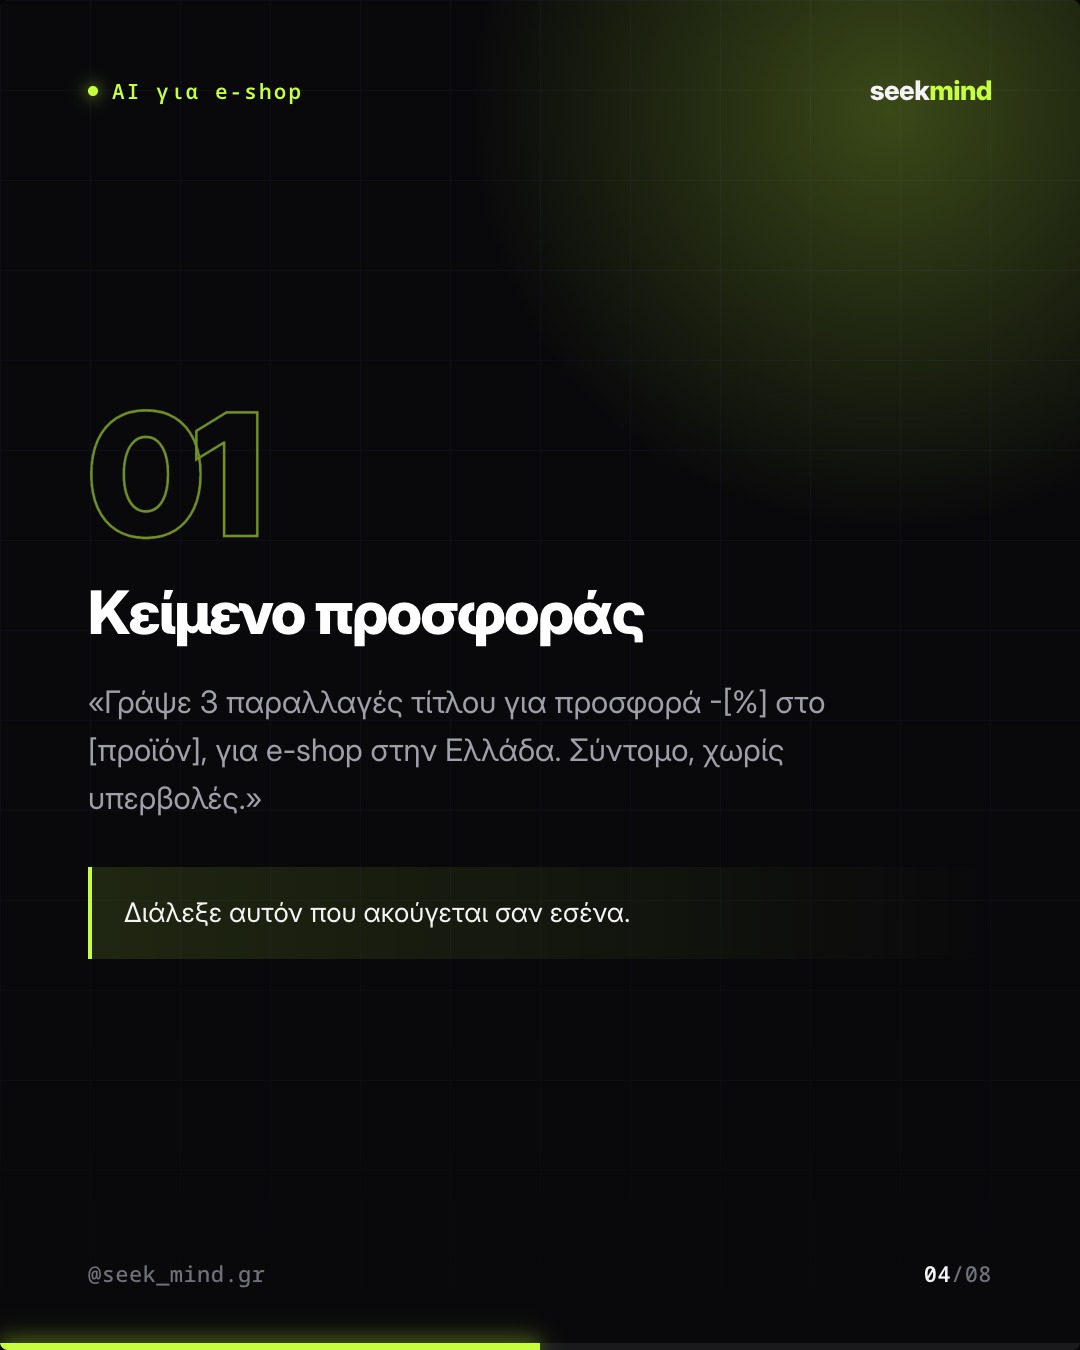 AI για e-shop
seekmind
01
Κείμενο προσφοράς
«Γράψε 3 παραλλαγές τίτλου για προσφορά -[%] στο
[προϊόν], για e-shop στην Ελλάδα. Σύντομο, χωρίς
υπερβολές.»
Διάλεξε αυτόν που ακούγεται σαν εσένα.
@seek_mind.gr
04/08